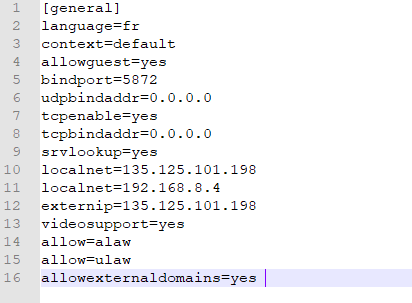 1 [general]
2 language=fr
3 context=default
4 allowguest=yes
5 bindport=5872
6 udpbindaddr=0.0.0.0
7 tcpenable=yes
8 tcpbindaddr=0.0.0.0
9 srvlookup=yes
10 localnet=135.125.101.198
11 localnet=192.168.8.4
12 externip=135.125.101.198
13 videosupport=yes
14 allow=alaw
15 allow=ulaw
16 allowexternaldomains=yes